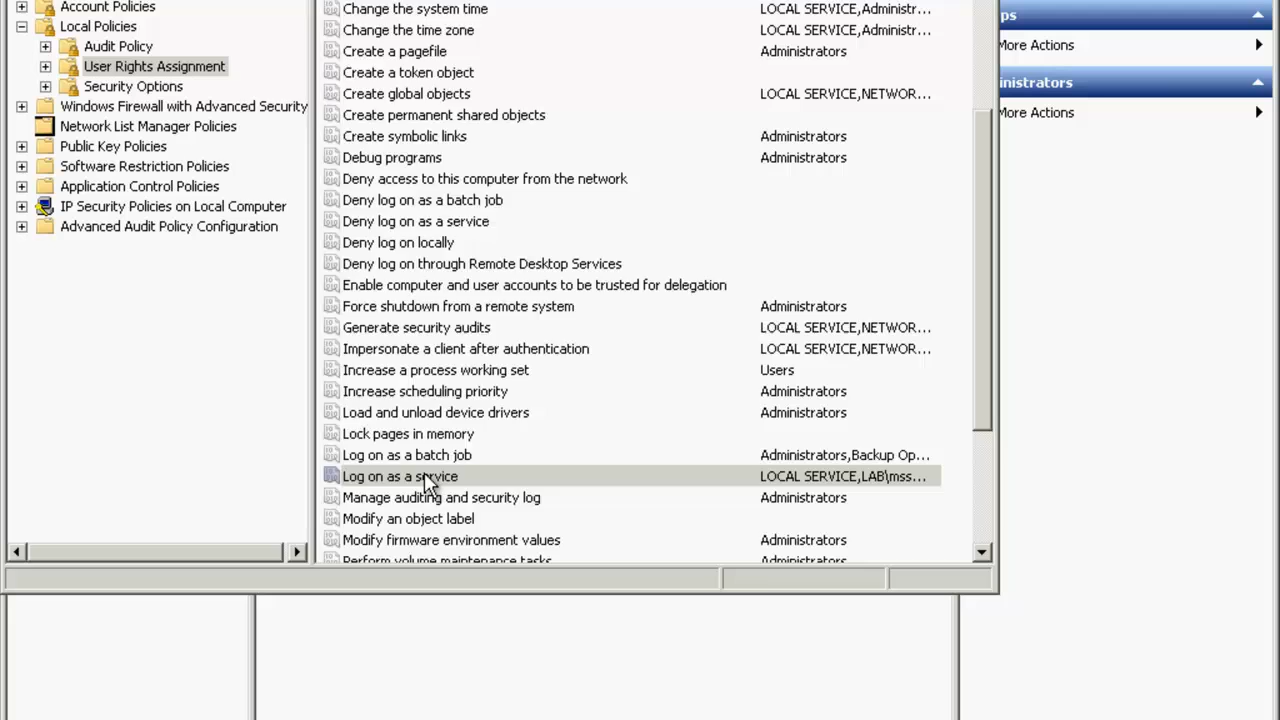 Account Policies
Local Policies
Audit Policy
User Rights Assignment
Security Options
Windows Firewall with Advanced Security
Network List Manager Policies
Public Key Policies
Software Restriction Policies
Application Control Policies
IP Security Policies on Local Computer
Advanced Audit Policy Configuration
Change the system time LOCAL SERVICE,Administr...
Change the time zone LOCAL SERVICE,Administr...
Create a pagefile Administrators
Create a token object
Create global objects LOCAL SERVICE,NETWOR...
Create permanent shared objects
Create symbolic links Administrators
Debug programs Administrators
Deny access to this computer from the network
Deny log on as a batch job
Deny log on as a service
Deny log on locally
Deny log on through Remote Desktop Services
Enable computer and user accounts to be trusted for delegation
Force shutdown from a remote system Administrators
Generate security audits LOCAL SERVICE,NETWOR...
Impersonate a client after authentication LOCAL SERVICE,NETWOR...
Increase a process working set Users
Increase scheduling priority Administrators
Load and unload device drivers Administrators
Lock pages in memory
Log on as a batch job Administrators,Backup Op...
Log on as a service LOCAL SERVICE,LAB\mss...
Manage auditing and security log Administrators
Modify an object label
Modify firmware environment values Administrators
Perform volume maintenance tasks Administrators
ps
More Actions
inistrators
More Actions